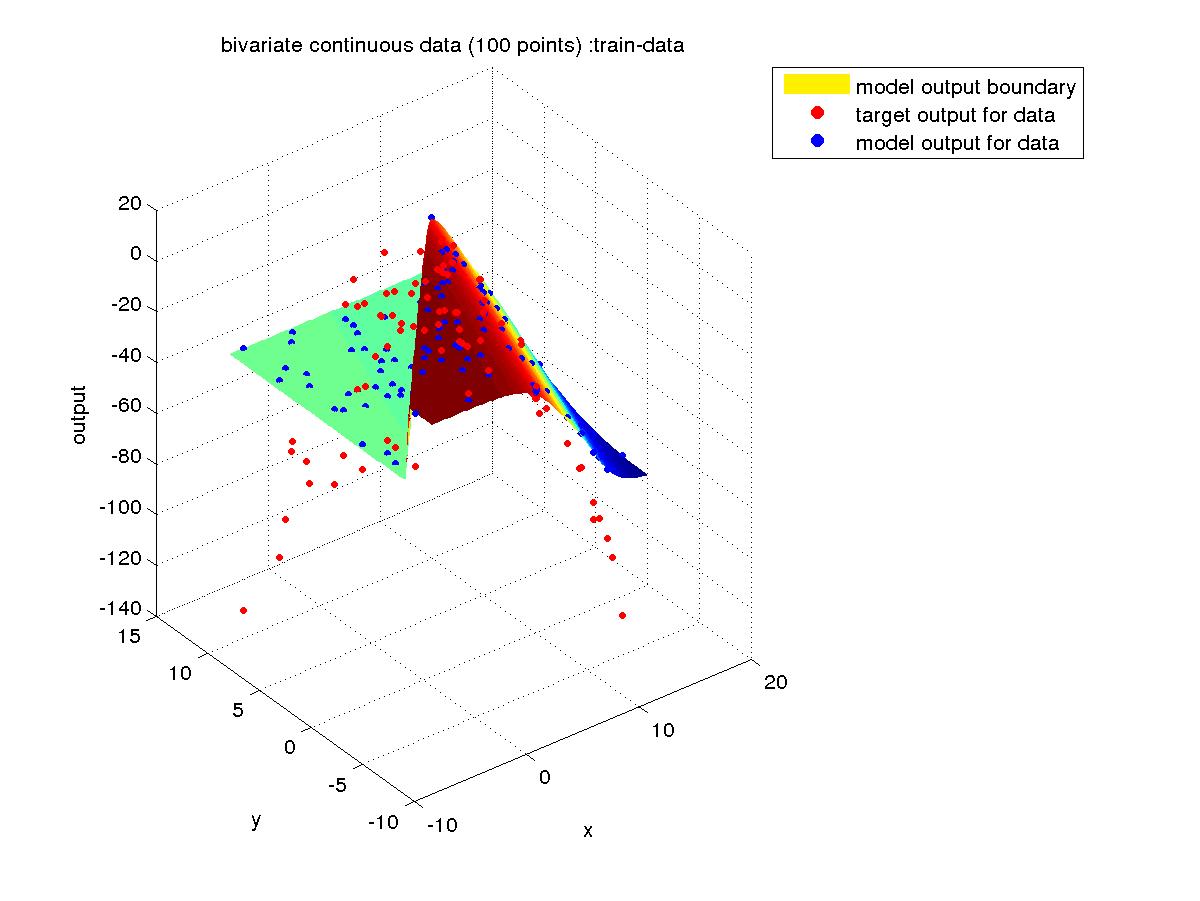 bivariate continuous data (100 points) :train-data
model output boundary
target output for data
model output for data
20
0
-20
-40
-60
-80
-100
-120
-140
output
15
10
5
0
-5
-10
y
-10
0
10
20
x